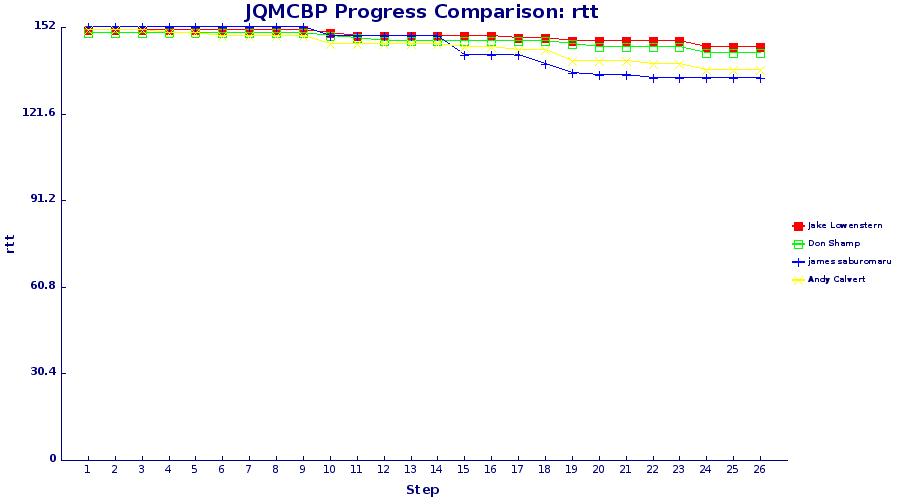 JQMCBP Progress Comparison: rtt
152
121.6
91.2
60.8
30.4
0
rtt
1 2 3 4 5 6 7 8 9 10 11 12 13 14 15 16 17 18 19 20 21 22 23 24 25 26
Step
Jake Lowenstern
Don Shamp
james saburomaru
Andy Calvert